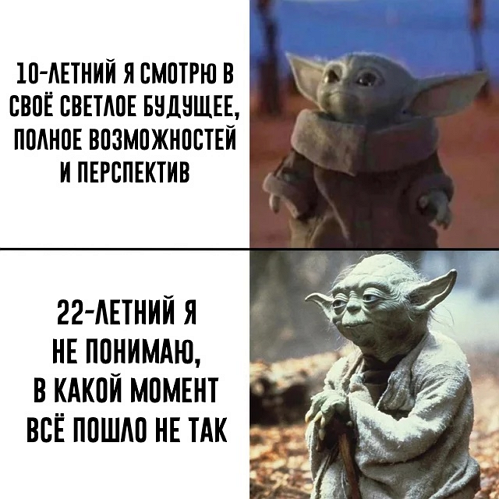 10-ЛЕТНИЙ Я СМОТРЮ В
СВОЁ СВЕТЛОЕ БУДУЩЕЕ,
ПОЛНОЕ ВОЗМОЖНОСТЕЙ
И ПЕРСПЕКТИВ
22-ЛЕТНИЙ Я
НЕ ПОНИМАЮ,
В КАКОЙ МОМЕНТ
ВСЁ ПОШЛО НЕ ТАК